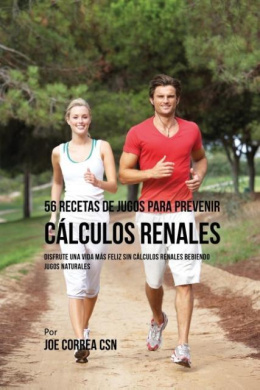 56 RECETAS DE JUGOS PARA PREVENIR
CÁLCULOS RENALES
DISFRUTE UNA VIDA MÁS FELIZ SIN CÁLCULOS RENALES BEBIENDO
JUGOS NATURALES
Por
JOE CORREA CSN